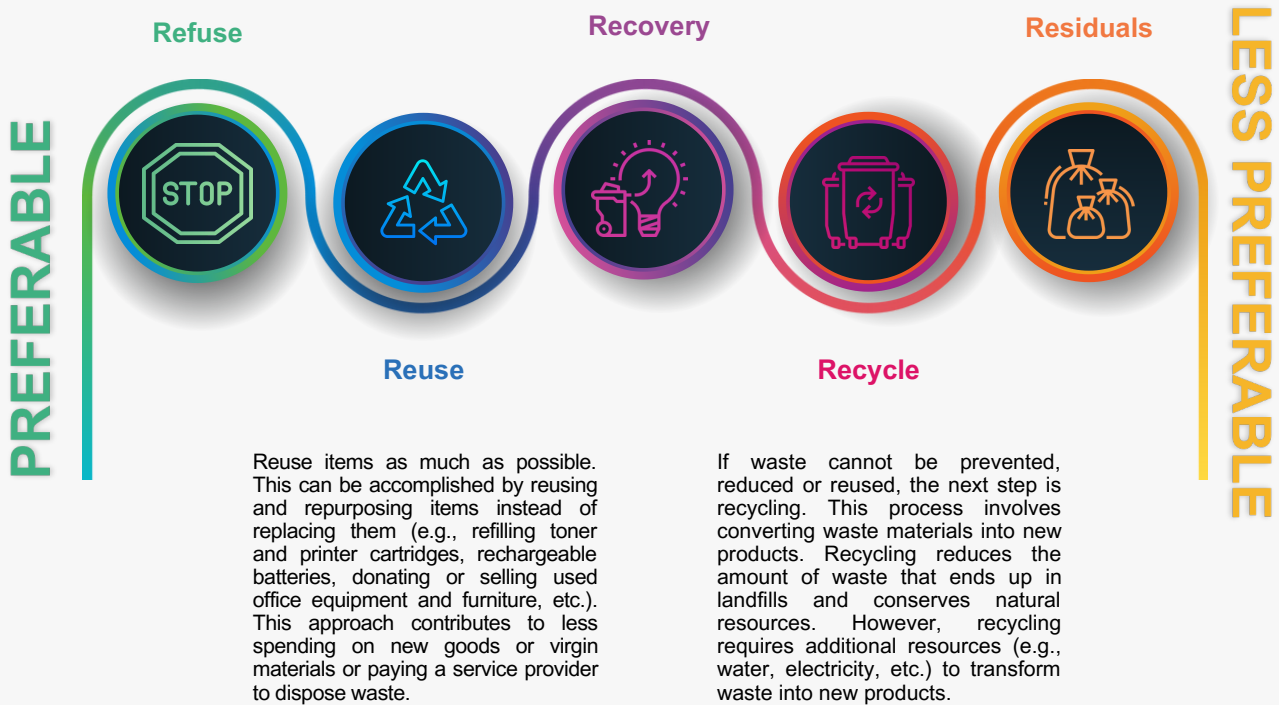 Refuse
Recovery
Residuals
PREFERABLE
LESS PREFERABLE
STOP
Reuse
Recycle
Reuse items as much as possible.
This can be accomplished by reusing
and repurposing items instead of
replacing them (e.g., refilling toner
and printer cartridges, rechargeable
batteries, donating or selling used
office equipment and furniture, etc.).
This approach contributes to less
spending on new goods or virgin
materials or paying a service provider
to dispose waste.
If waste cannot be prevented,
reduced or reused, the next step is
recycling. This process involves
converting waste materials into new
products. Recycling reduces the
amount of waste that ends up in
landfills and conserves natural
resources. However, recycling
requires additional resources (e.g.,
water, electricity, etc.) to transform
waste into new products.